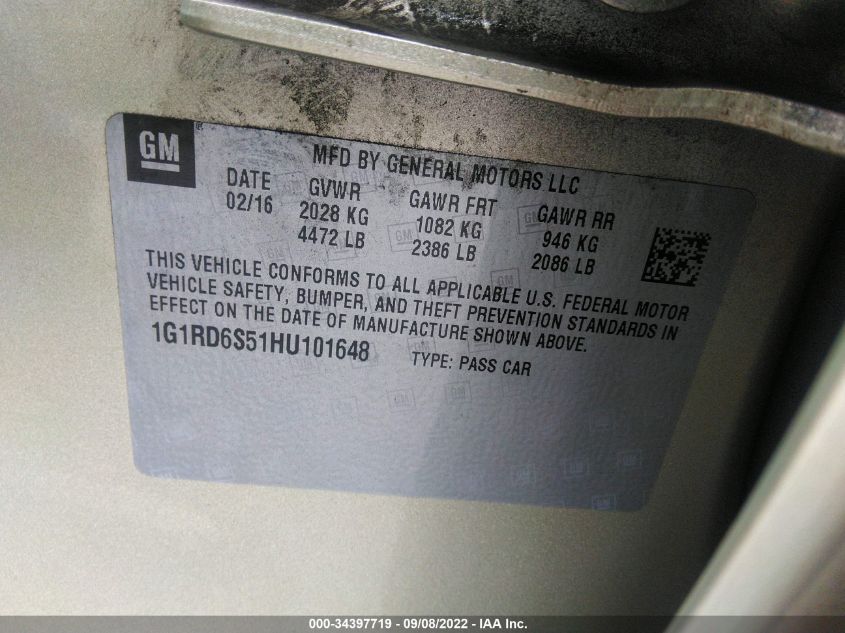 GM
MFD BY GENERAL MOTORS LLC
DATE GVWR GAWR FRT GAWR RR
02/16 2028 KG 1082 KG 946 KG
4472 LB 2386 LB 2086 LB
THIS VEHICLE CONFORMS TO ALL APPLICABLE U.S. FEDERAL MOTOR
VEHICLE SAFETY, BUMPER, AND THEFT PREVENTION STANDARDS IN
EFFECT ON THE DATE OF MANUFACTURE SHOWN ABOVE.
1G1RD6S51HU101648 TYPE: PASS CAR
000-34397719 - 09/08/2022 - IAA Inc.